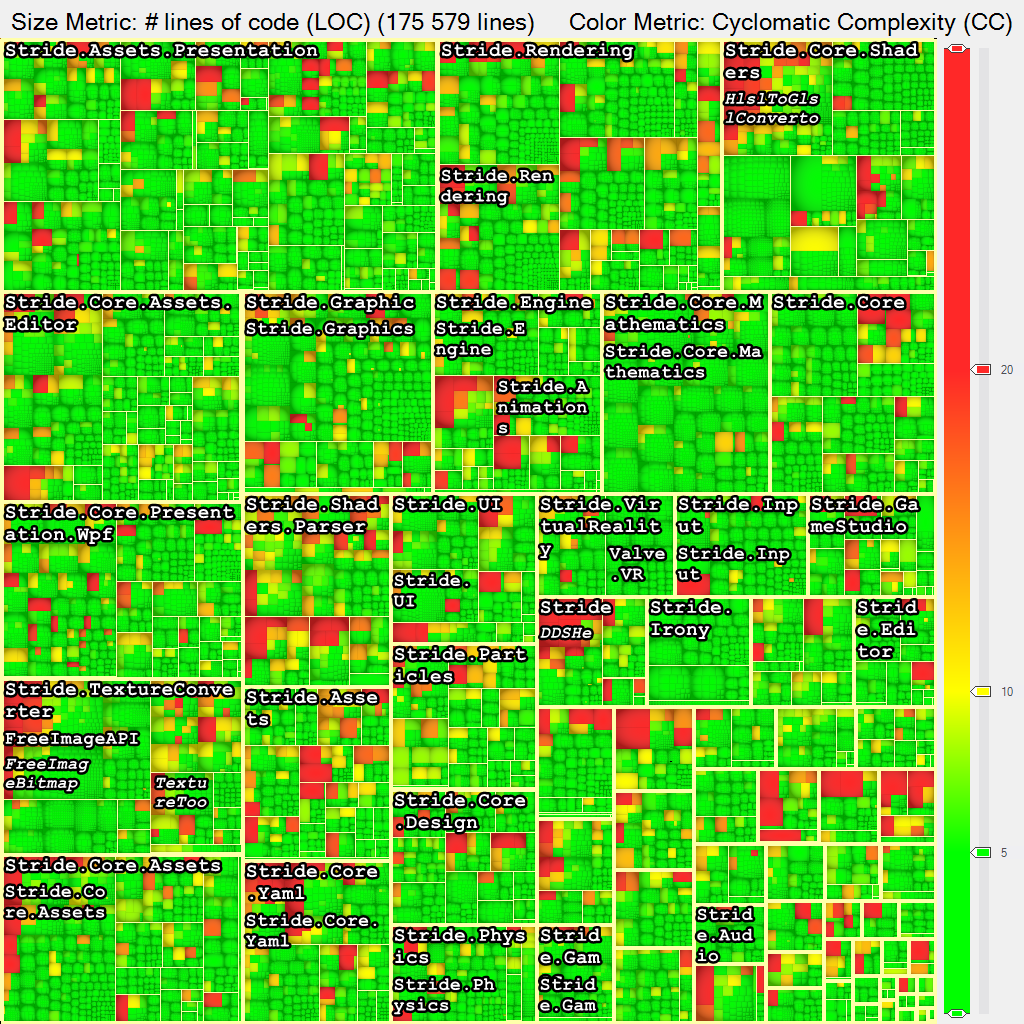 Size Metric: # lines of code (LOC) (175 579 lines) Color Metric: Cyclomatic Complexity (CC)
Stride.Assets.Presentation
Stride.Rendering
Stride.Core.Shad
ers
HlslToGls
lConverto
Stride.Ren
dering
20
10
5
Stride.Core.Assets.
Editor
Stride.Graphic
Stride.Graphics
Stride.Engine
Stride.E
ngine
Stride.A
nimation
s
Stride.Core.M
athematics
Stride.Core.Ma
thematics
Stride.Core
Stride.Core.Present
ation.Wpf
Stride.Shad
ers.Parser
Stride.UI
Stride.
UI
Stride.Vir
tualRealit
y
Valve
.VR
Stride.Inp
ut
Stride.Inp
ut
Stride.Ga
meStudio
Stride
DDSHe
Stride.
Irony
Strid
e.Edi
tor
Stride.Part
icles
Stride.TextureConve
rter
FreeImageAPI
FreeImag
eBitmap
Textu
reToo
Stride.Asse
ts
Stride.Core
.Design
Stride.Core.Assets
Stride.Co
re.Assets
Stride.Core
.Yaml
Stride.Core.
Yaml
Stride.Phys
ics
Stride.Ph
ysics
Strid
e.Gam
Strid
e.Gam
Strid
e.Aud
io